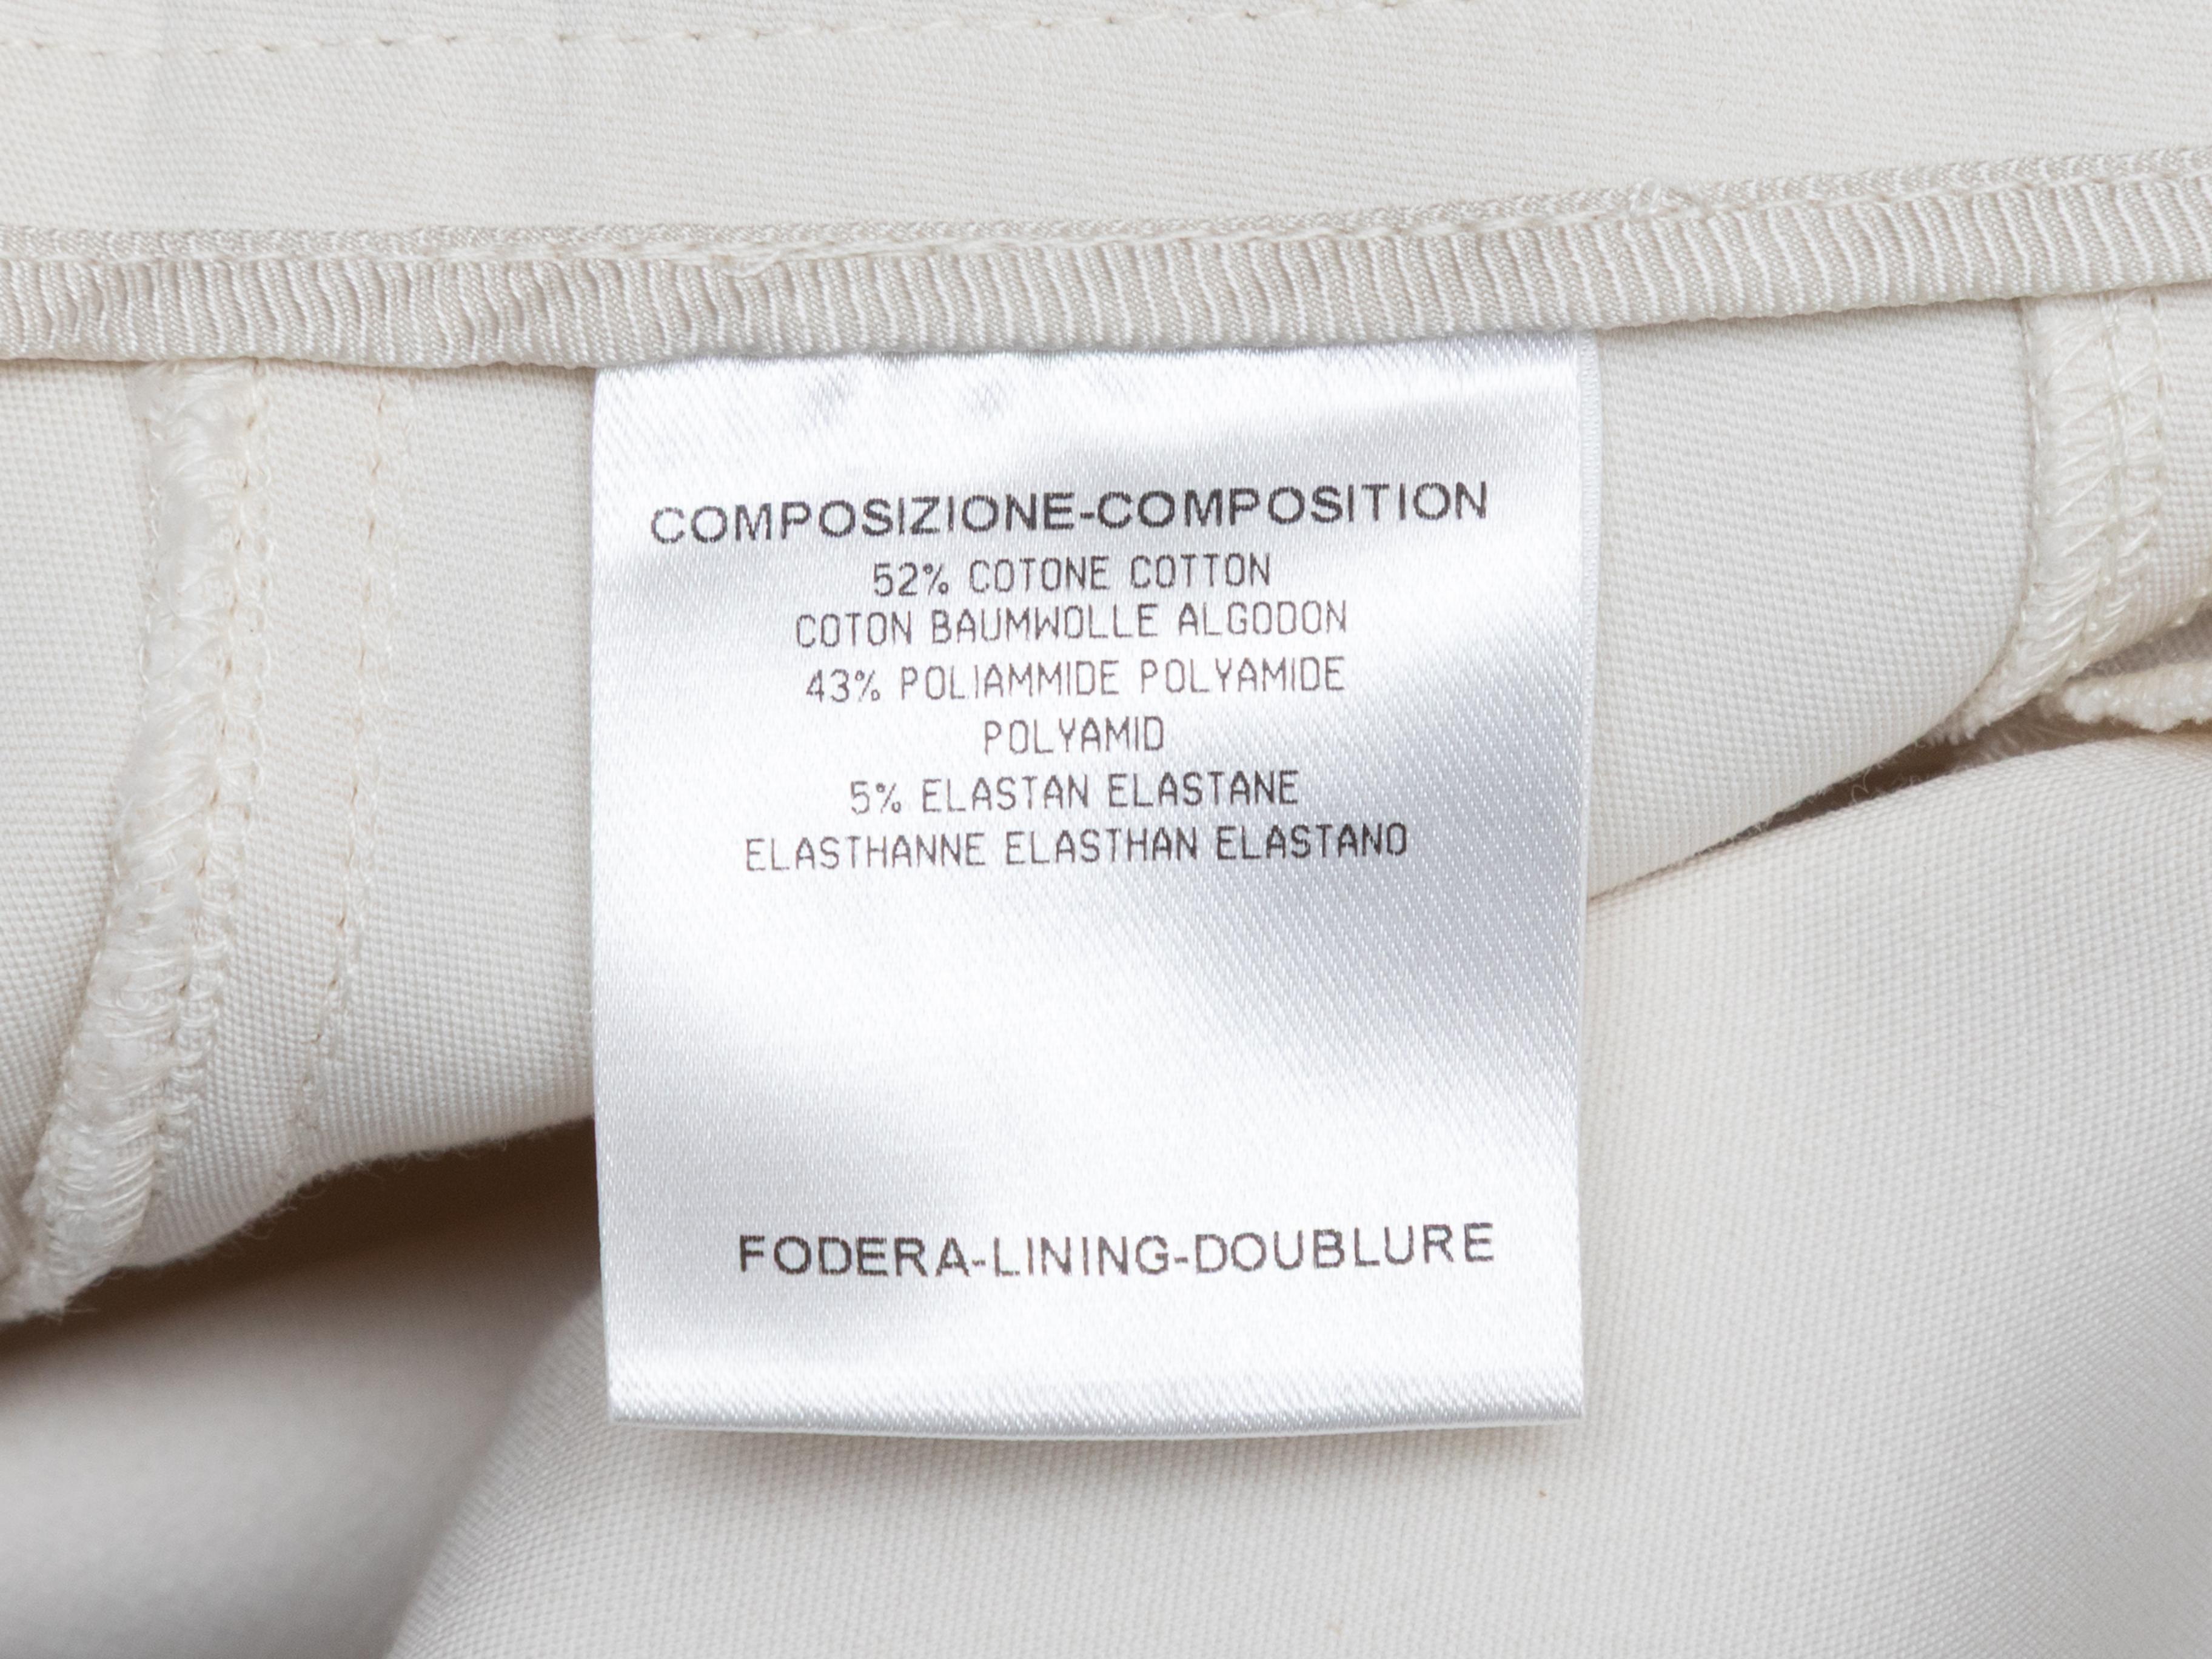 COMPOSIZIONE-COMPOSITION
52% COTONE COTTON
COTON BAUMWOLLE ALGODON
43% POLIAMMIDE POLYAMIDE
POLYAMID
5% ELASTAN ELASTANE
ELASTHANNE ELASTHAN ELASTANO
FODERA-LINING-DOUBLURE